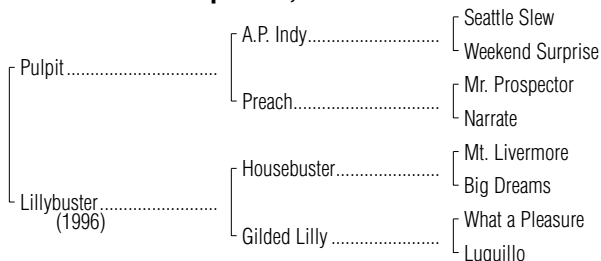 Seattle Slew
A.P. Indy
Weekend Surprise
Pulpit
Mr. Prospector
Preach
Narrate
Mt. Livermore
Housebuster
Big Dreams
Lillybuster
(1996)
What a Pleasure
Gilded Lilly
Luquillo